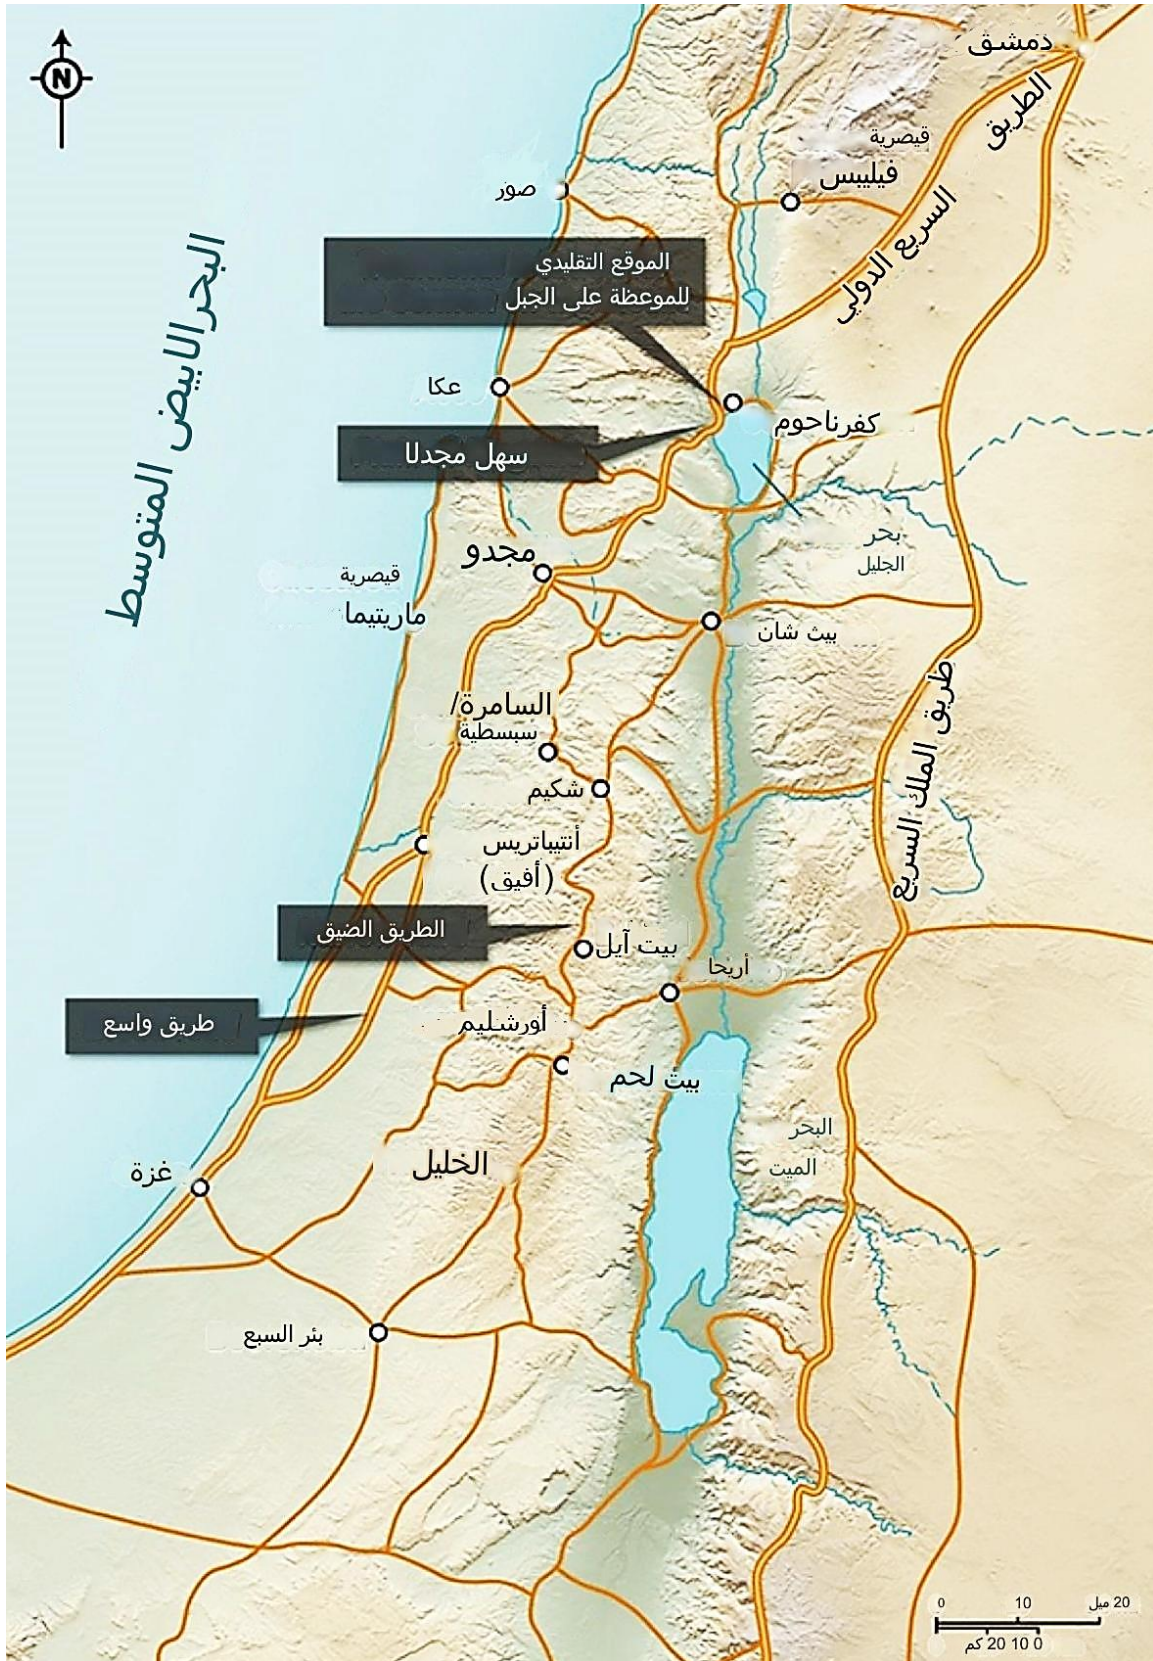 N
دمشق
الطريق
السريع الدولي
قيصرية
فيليبس
صور
البحر الابيض المتوسط
الموقع التقليدي
للموعظة على الجبل
عكا
كفرناحوم
سهل مجدلا
بحر
الجليل
مجدو
قيصرية
ماريتيما
بيث شان
السامرة/
سبسطية
طريق الملك السريع
شكيم
أنتيباتريس
(أفيق)
الطريق الضيق
بيت آيل
أريحا
طريق واسع
أورشليم
بيت لحم
البحر
الميت
الخليل
غزة
بئر السبع
0 10 20 ميل
0 10 20 كم